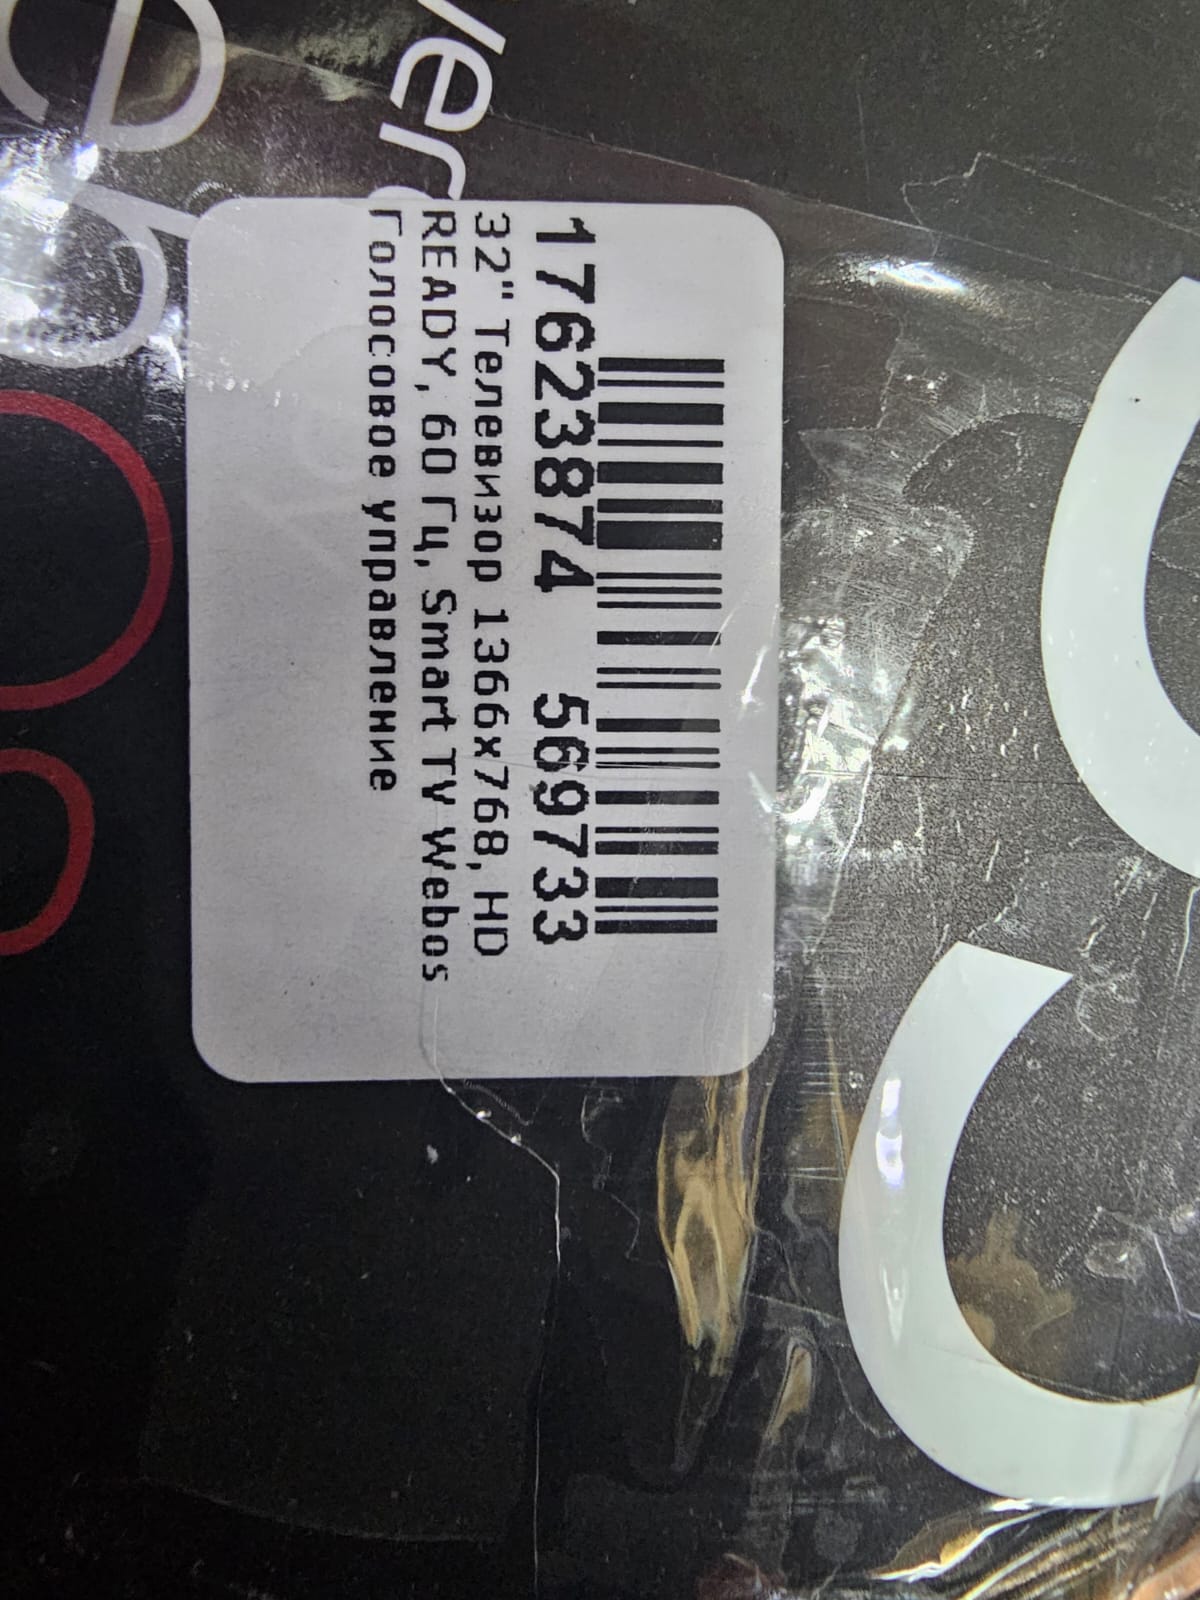 17623874 569733
32" Телевизор 1366x768, HD
READY, 60 Гц, Smart TV Webos
Голосовое управление